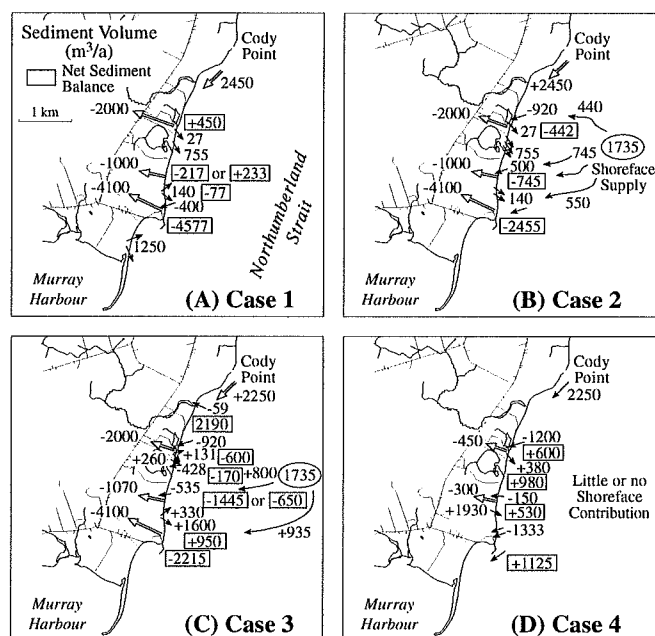 Sediment Volume
(m³/a)
Net Sediment
Balance
1 km
Cody
Point
2450
-2000
+450
27
755
-1000
-217 or +233
-4100
140
-77
-400
-4577
1250
Northumberland
Strait
Murray
Harbour
(A) Case 1
Cody
Point
+2450
-2000
-920
440
27
-442
755
1735
-1000
500
745
Shoreface
Supply
-4100
-745
140
550
-2455
Murray
Harbour
(B) Case 2
Cody
Point
+2250
-59
2190
-2000
-920
+131
-600
+260
-428
-170
+800
1735
-1070
-535
-1445 or -650
-4100
+330
+1600
+935
+950
-2215
Murray
Harbour
(C) Case 3
Cody
Point
2250
-450
-1200
+600
+380
+980
-300
-150
Little or no
Shoreface
Contribution
+1930
+530
-1333
+1125
Murray
Harbour
(D) Case 4